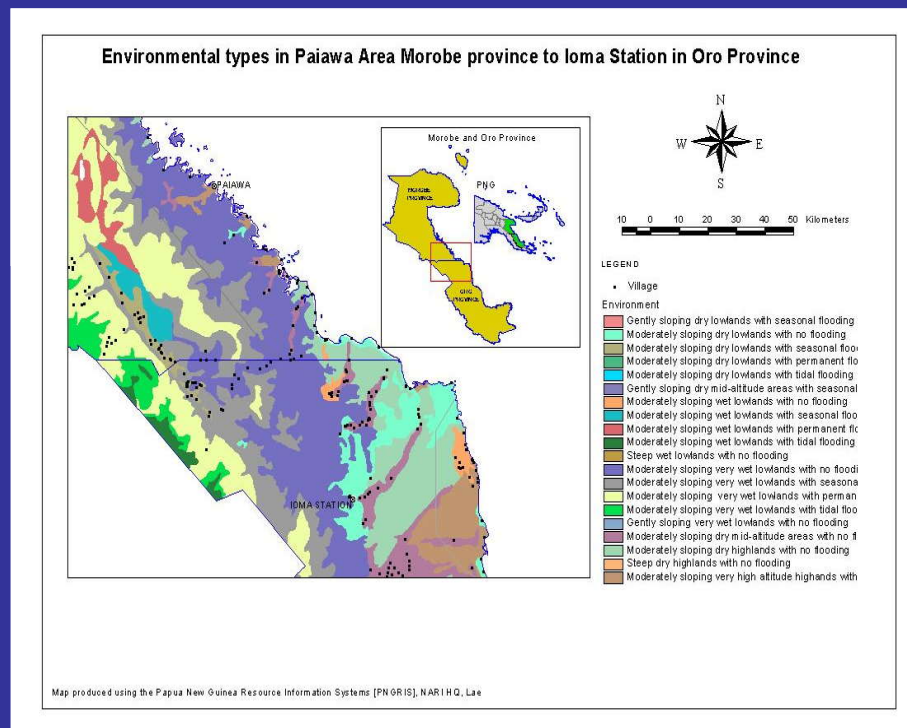 Environmental types in Paiawa Area Morobe province to Ioma Station in Oro Province
Morobe and Oro Province
PNG
MOROBE
PROVINCE
ORO
PROVINCE
PAIAWA
IOMA STATION
N
W E
S
10 0 10 20 30 40 50 Kilometers
LEGEND
Village
Environment
Gently sloping dry lowlands with seasonal flooding
Moderately sloping dry lowlands with no flooding
Moderately sloping dry lowlands with seasonal floo
Moderately sloping dry lowlands with permanent flo
Moderately sloping dry lowlands with tidal flooding
Gently sloping dry mid-altitude areas with seasonal
Moderately sloping wet lowlands with no flooding
Moderately sloping wet lowlands with seasonal floo
Moderately sloping wet lowlands with permanent fl
Moderately sloping wet lowlands with tidal flooding
Steep wet lowlands with no flooding
Moderately sloping very wet lowlands with no floodi
Moderately sloping very wet lowlands with seasona
Moderately sloping very wet lowlands with perman
Moderately sloping very wet lowlands with tidal floo
Gently sloping very wet lowlands with no flooding
Moderately sloping dry mid-altitude areas with no fl
Moderately sloping dry highlands with no flooding
Steep dry highlands with no flooding
Moderately sloping very high altitude highands with
Map produced using the Papua New Guinea Resource Information Systems [PNGRIS], NARI HQ, Lae